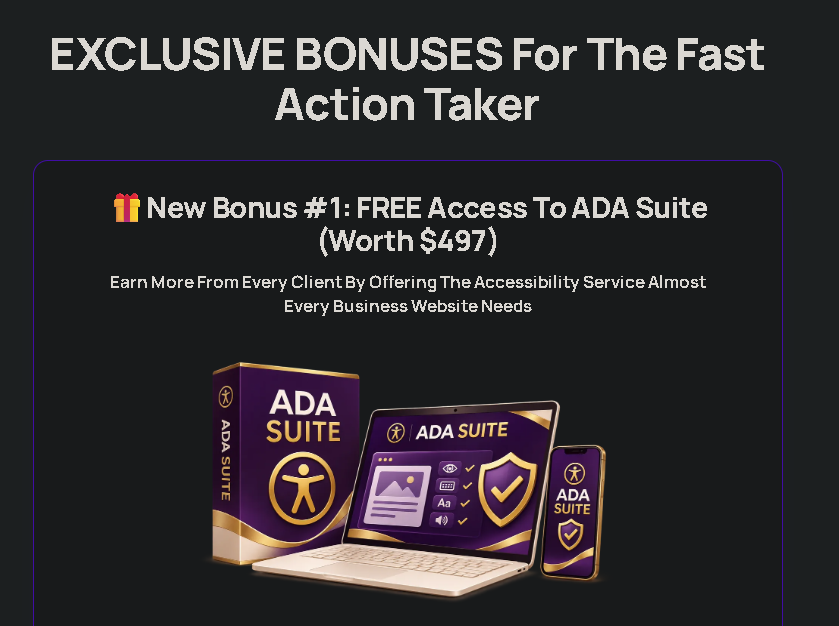 EXCLUSIVE BONUSES For The Fast
Action Taker
🎁 New Bonus #1: FREE Access To ADA Suite
(Worth $497)
Earn More From Every Client By Offering The Accessibility Service Almost
Every Business Website Needs
ADA SUITE
ADA
SUITE
ADA SUITE
Aa
ADA
SUITE